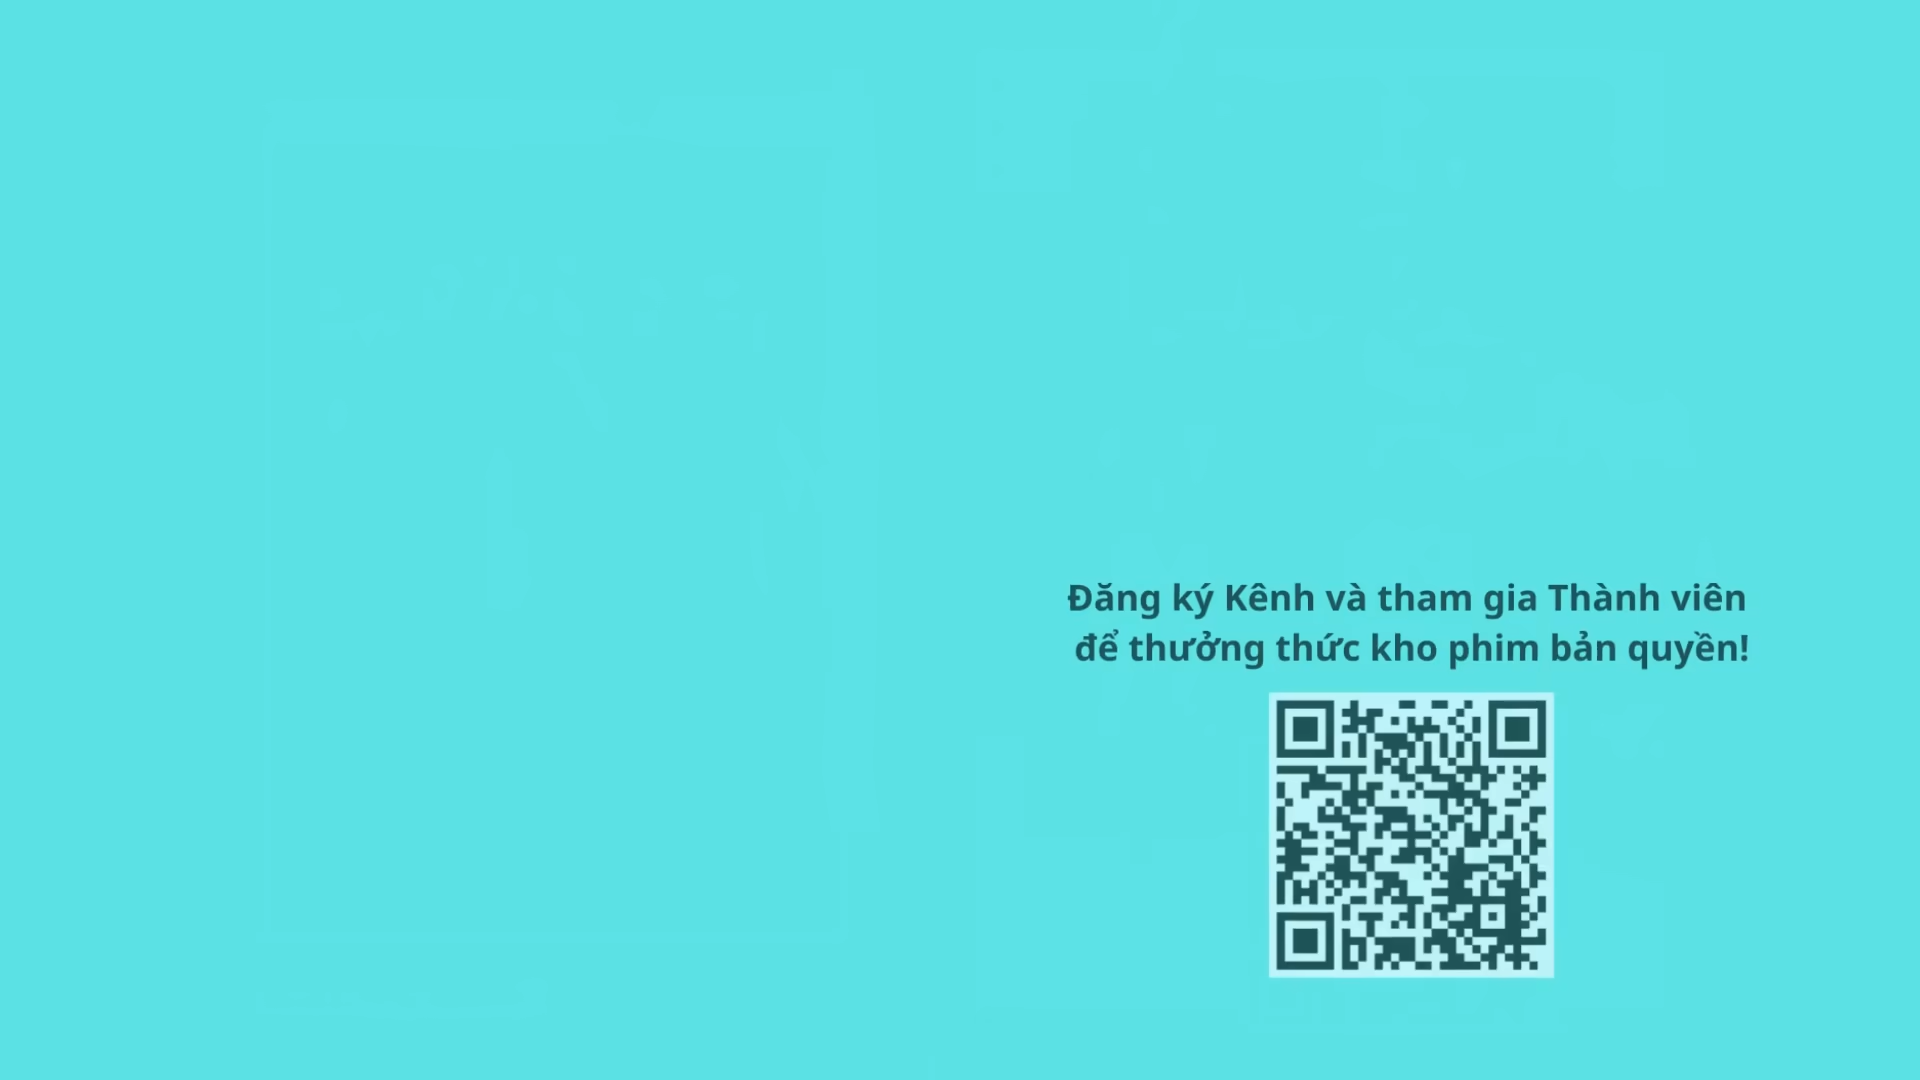 Đăng ký Kênh và tham gia Thành viên
để thưởng thức kho phim bản quyền!